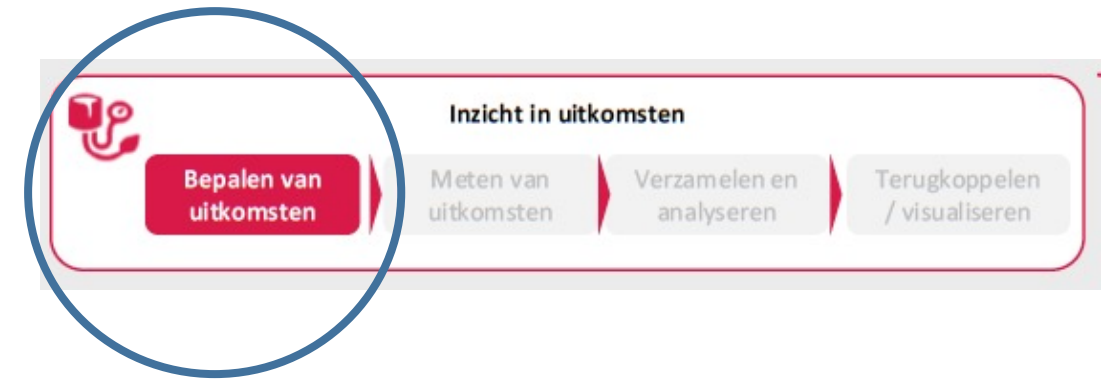 Inzicht in uitkomsten
Bepalen van
uitkomsten
Meten van
uitkomsten
Verzamelen en
analyseren
Terugkoppelen
/ visualiseren